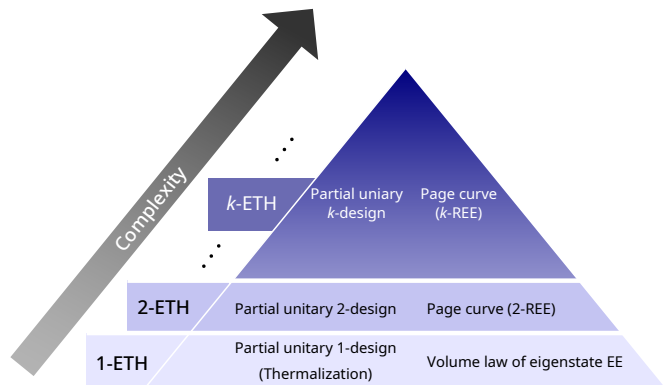 Complexity
k-ETH
Partial uniary
k-design
Page curve
(k-REE)
2-ETH
Partial unitary 2-design
Page curve (2-REE)
1-ETH
Partial unitary 1-design
(Thermalization)
Volume law of eigenstate EE